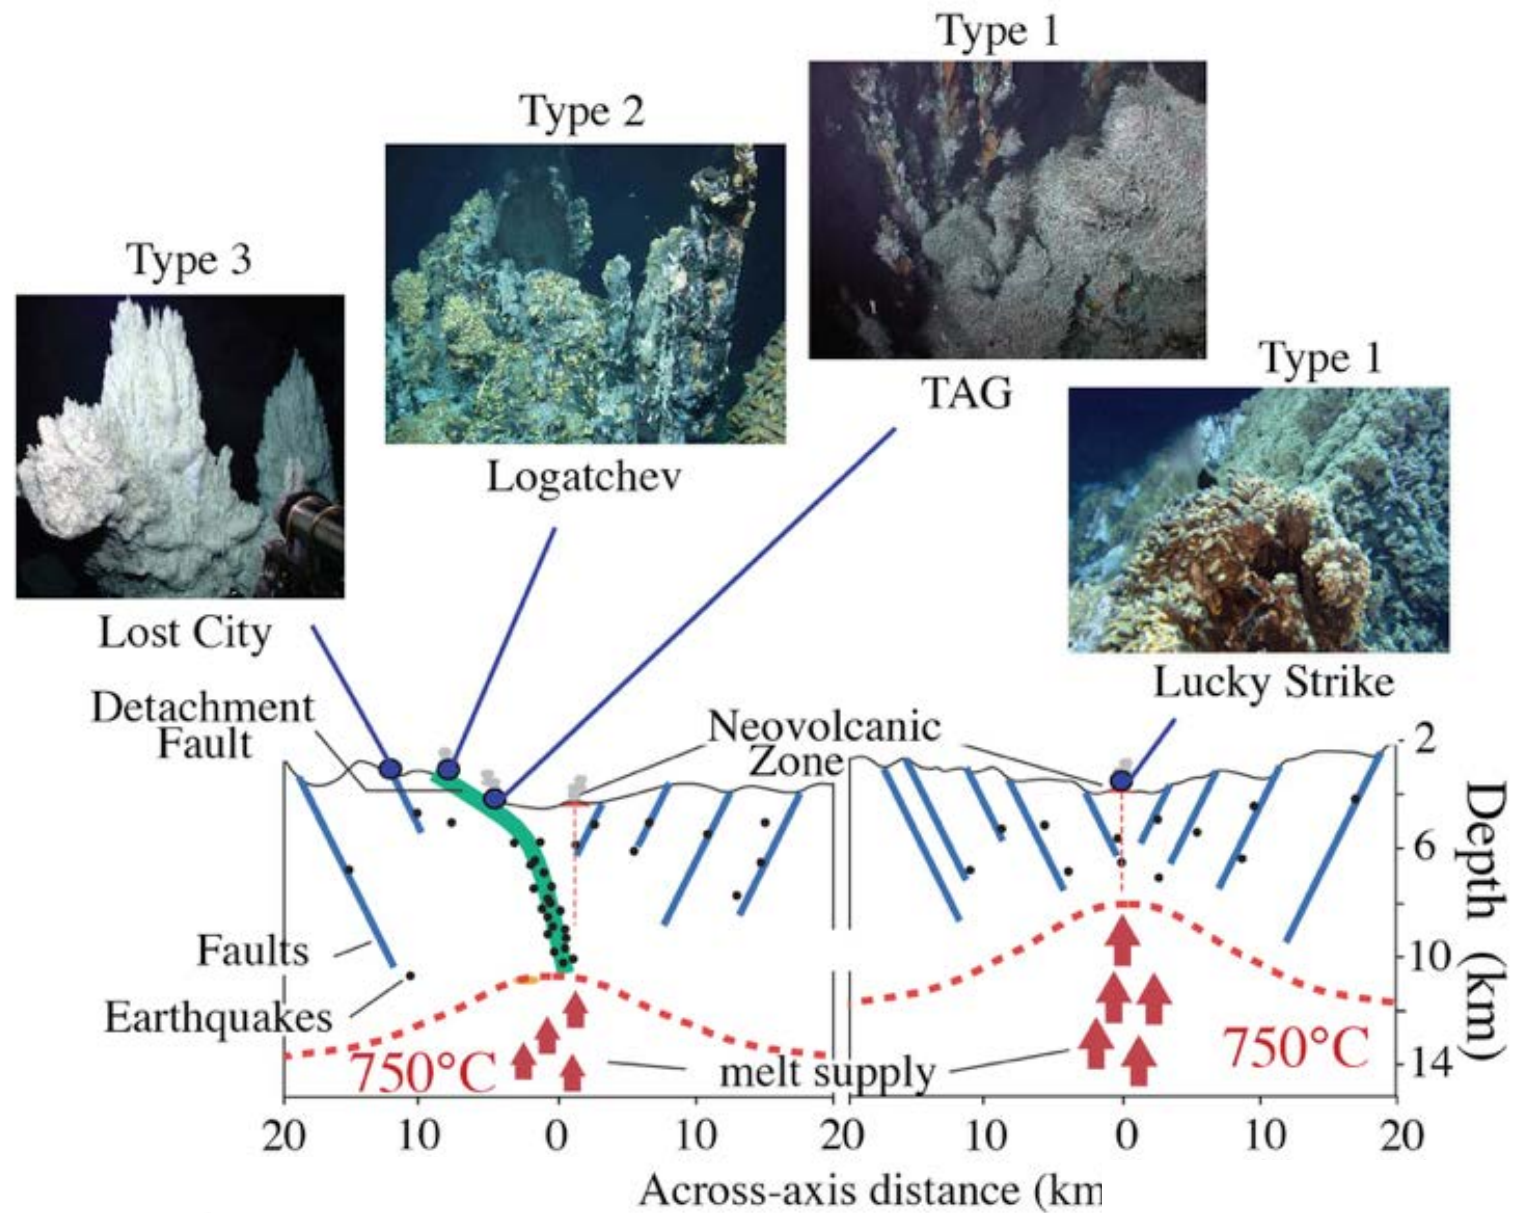 Type 1
Type 2
Type 3
Type 1
TAG
Logatchev
Lost City
Lucky Strike
Detachment
Fault
Neovolcanic
Zone
Faults
Earthquakes
750°C
melt supply
750°C
2
6
10
14
Depth (km)
20 10 0 10 20 20 10 0 10 20
Across-axis distance (km